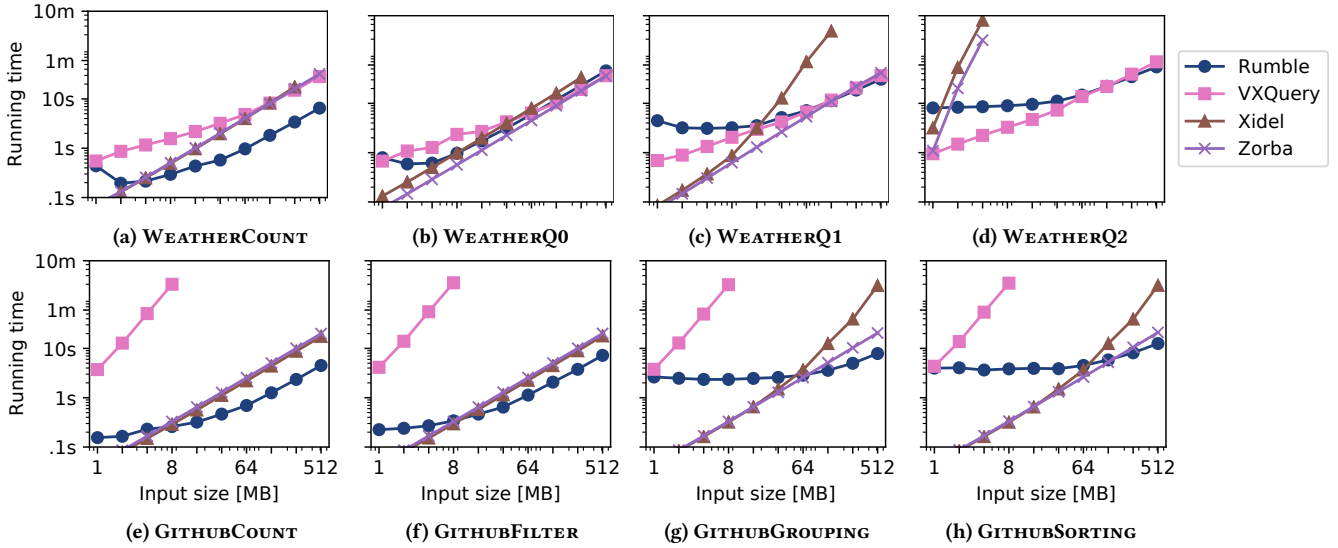 10m
1m
10s
1s
.1s
Running time
Rumble
VXQuery
Xidel
Zorba
(a) WEATHERCOUNT
(b) WEATHERQ0
(c) WEATHERQ1
(d) WEATHERQ2
10m
1m
10s
1s
.1s
Running time
1 8 64 512
1 8 64 512
1 8 64 512
1 8 64 512
Input size [MB]
Input size [MB]
Input size [MB]
Input size [MB]
(e) GITHUBCOUNT
(f) GITHUBFILTER
(g) GITHUBGROUPING
(h) GITHUBSORTING